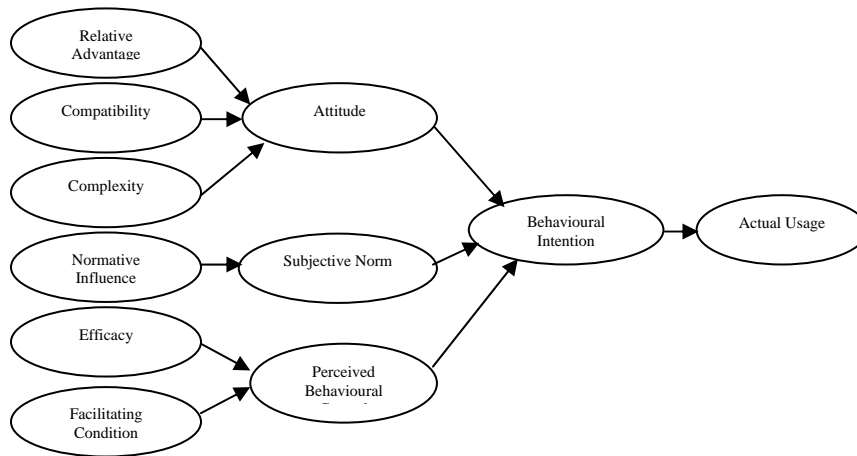 Relative
Advantage
Compatibility
Complexity
Normative
Influence
Efficacy
Facilitating
Condition
Attitude
Subjective Norm
Perceived
Behavioural
Behavioural
Intention
Actual Usage